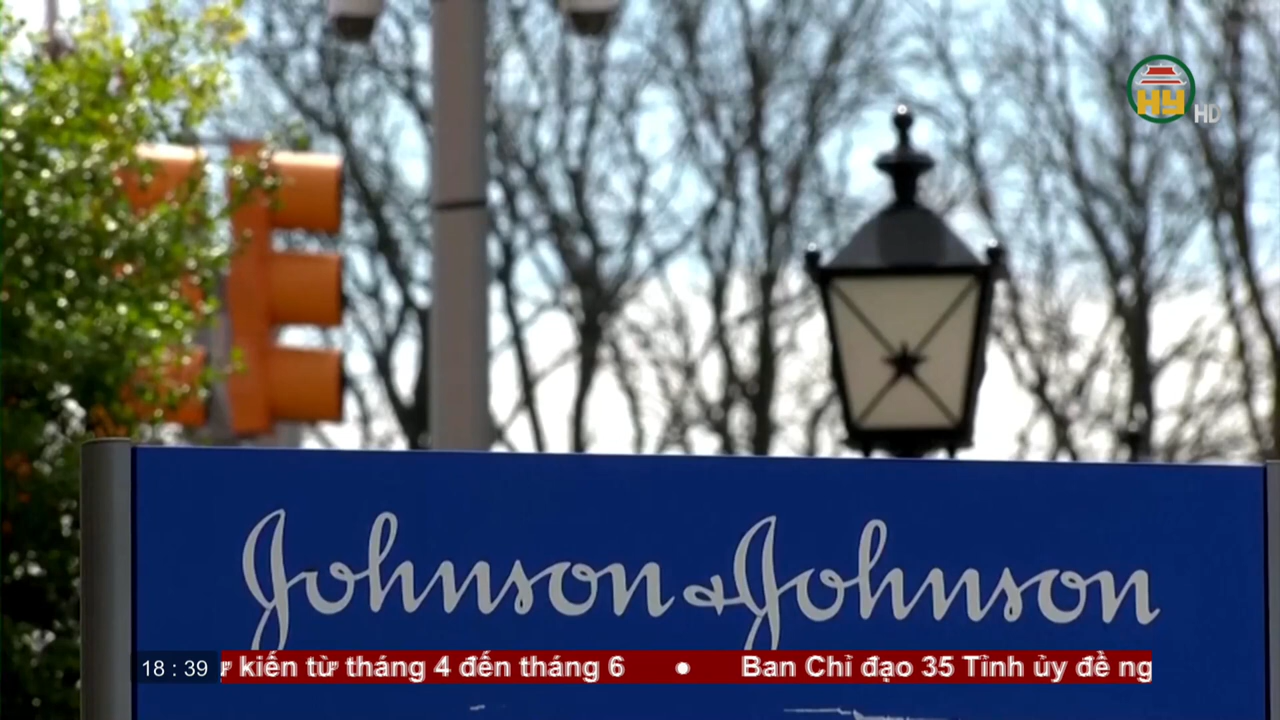 HY HD
Johnson & Johnson
18 : 39
kiến từ tháng 4 đến tháng 6 • Ban Chỉ đạo 35 Tỉnh ủy đề